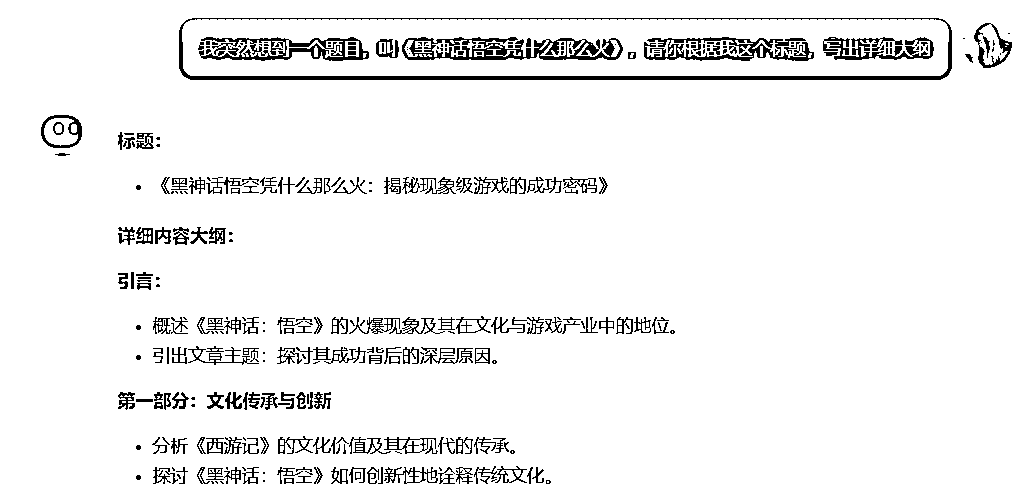 我突然想到一个题目，叫《黑神话悟空凭什么那么火》，请你根据我这个标题，写出详细大纲
标题：
• 《黑神话悟空凭什么那么火：揭秘现象级游戏的成功密码》
详细内容大纲：
引言：
• 概述《黑神话：悟空》的火爆现象及其在文化与游戏产业中的地位。
• 引出文章主题：探讨其成功背后的深层原因。
第一部分：文化传承与创新
• 分析《西游记》的文化价值及其在现代的传承。
• 探讨《黑神话：悟空》如何创新性地诠释传统文化。